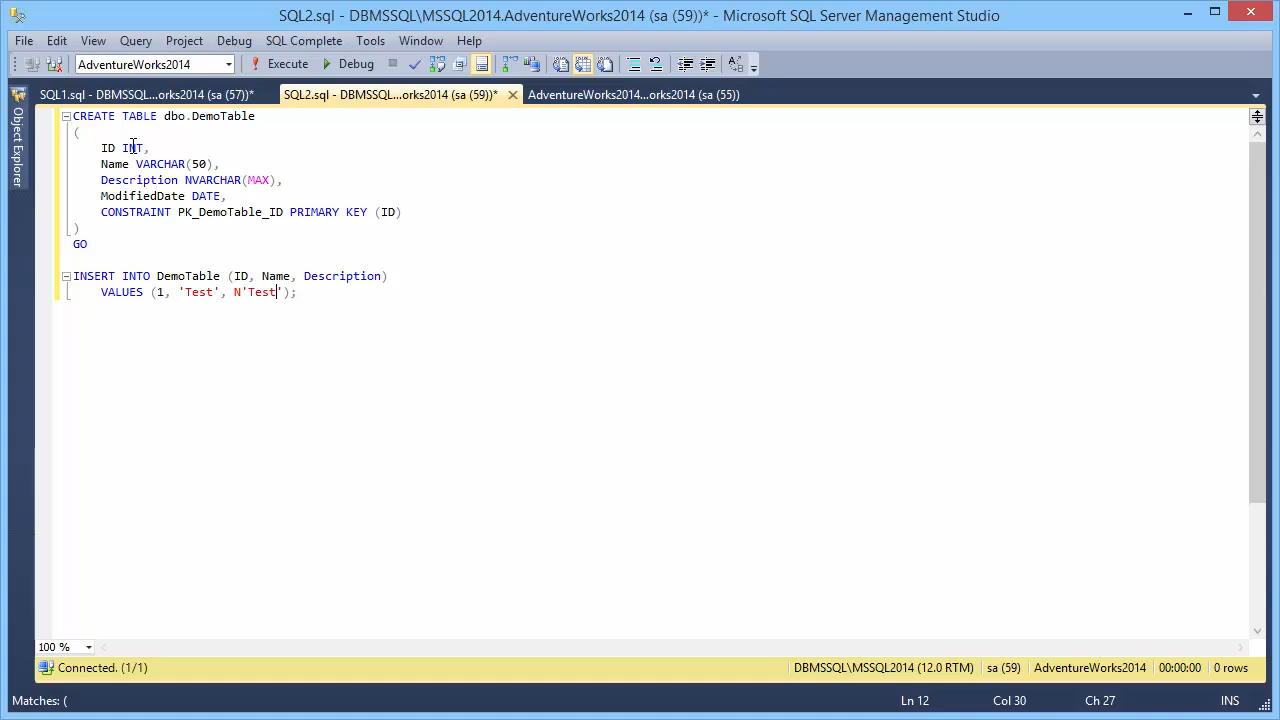 SQL2.sql - DBMSSQL\MSSQL2014.AdventureWorks2014 (sa (59))* - Microsoft SQL Server Management Studio
File Edit View Query Project Debug SQL Complete Tools Window Help
AdventureWorks2014 Execute Debug
SQL1.sql - DBMSSQL...orks2014 (sa (57))* SQL2.sql - DBMSSQL...orks2014 (sa (59))* AdventureWorks2014....orks2014 (sa (55))
Object Explorer
CREATE TABLE dbo.DemoTable
(
ID INT,
Name VARCHAR(50),
Description NVARCHAR(MAX),
ModifiedDate DATE,
CONSTRAINT PK_DemoTable_ID PRIMARY KEY (ID)
)
GO
INSERT INTO DemoTable (ID, Name, Description)
VALUES (1, 'Test', N'Test');
100 %
Connected. (1/1) DBMSSQL\MSSQL2014 (12.0 RTM) sa (59) AdventureWorks2014 00:00:00 0 rows
Matches: ( Ln 12 Col 30 Ch 27 INS